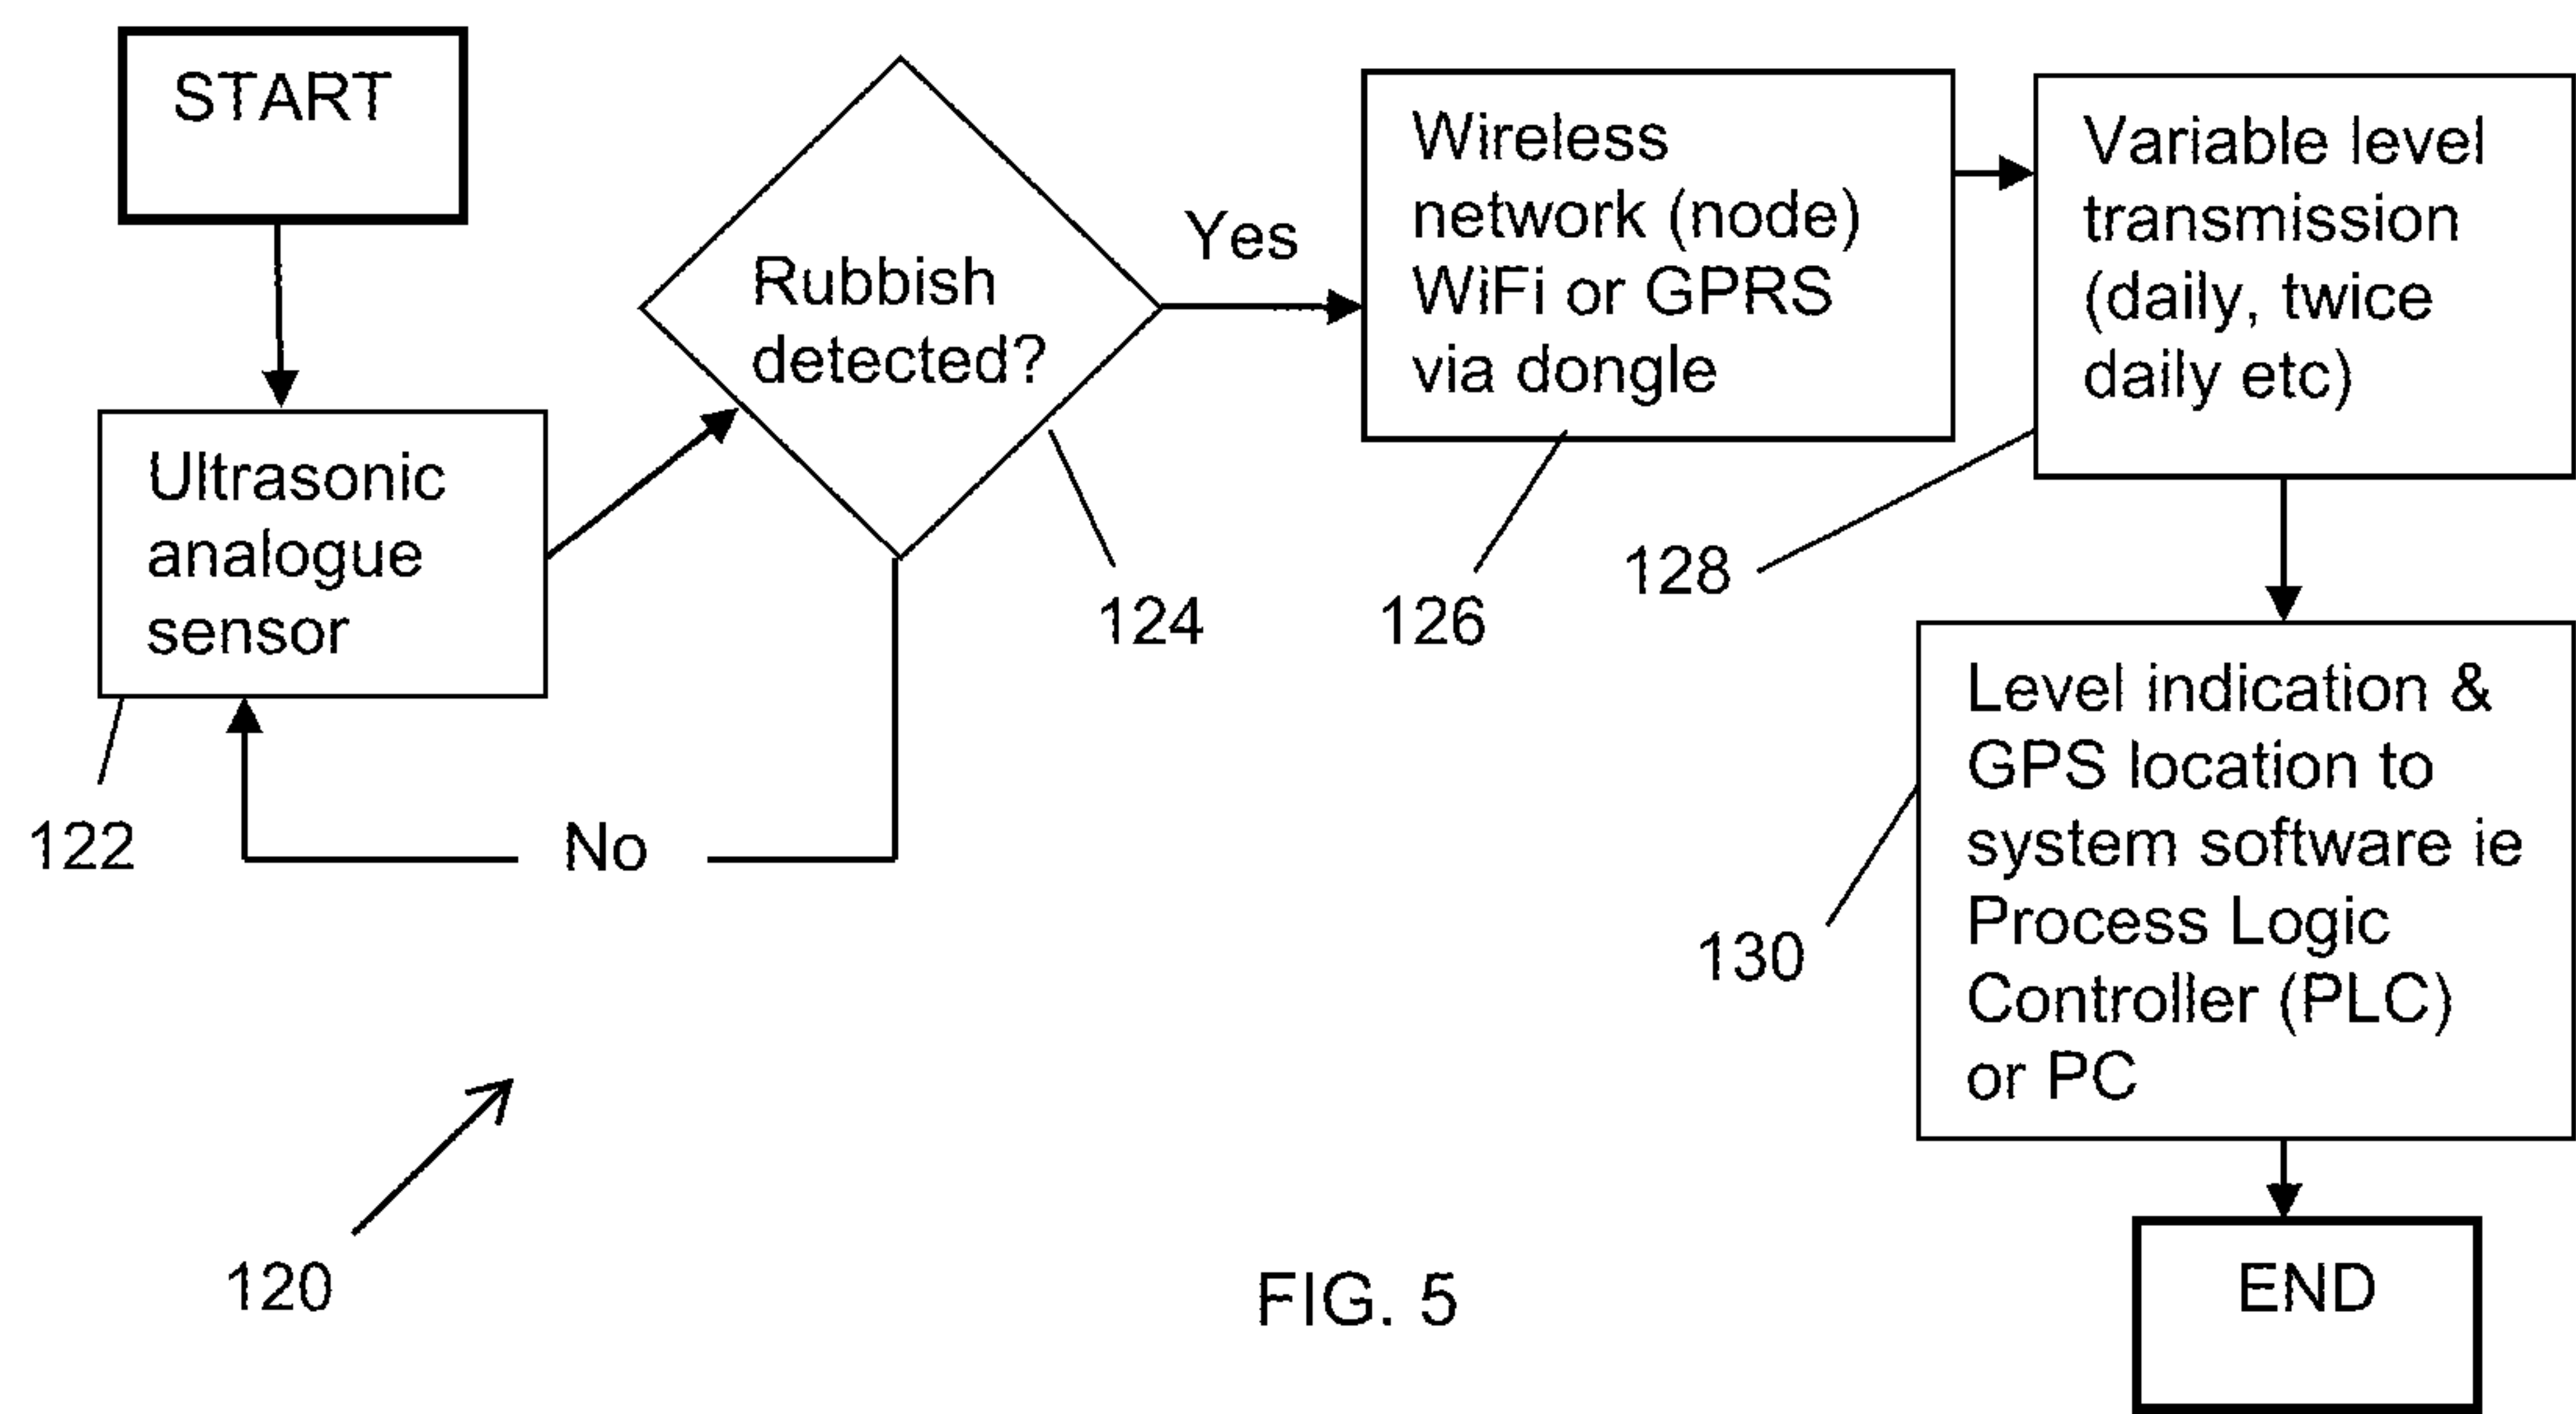 START
Ultrasonic
analogue
sensor
122
Rubbish
detected?
124
Yes
No
Wireless
network (node)
WiFi or GPRS
via dongle
126
Variable level
transmission
(daily, twice
daily etc)
128
Level indication &
GPS location to
system software ie
Process Logic
Controller (PLC)
or PC
130
END
120
FIG. 5